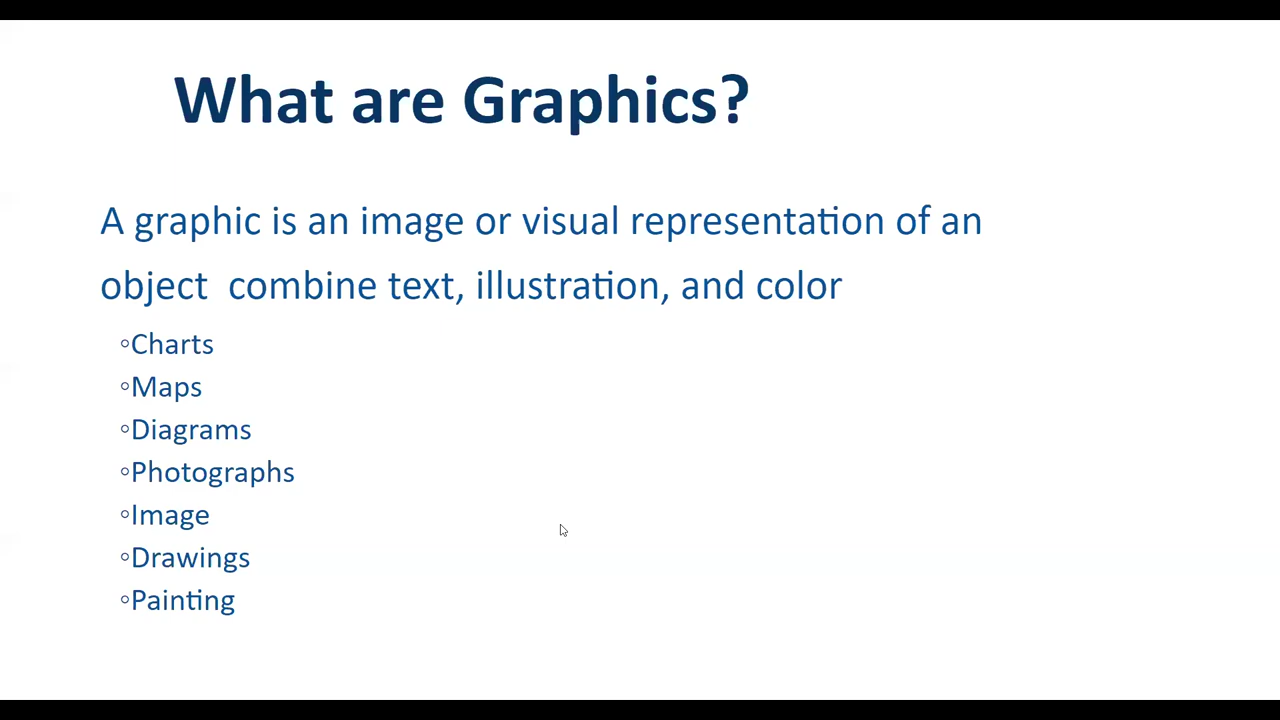 What are Graphics?
A graphic is an image or visual representation of an
object combine text, illustration, and color
◦Charts
◦Maps
◦Diagrams
◦Photographs
◦Image
◦Drawings
◦Painting